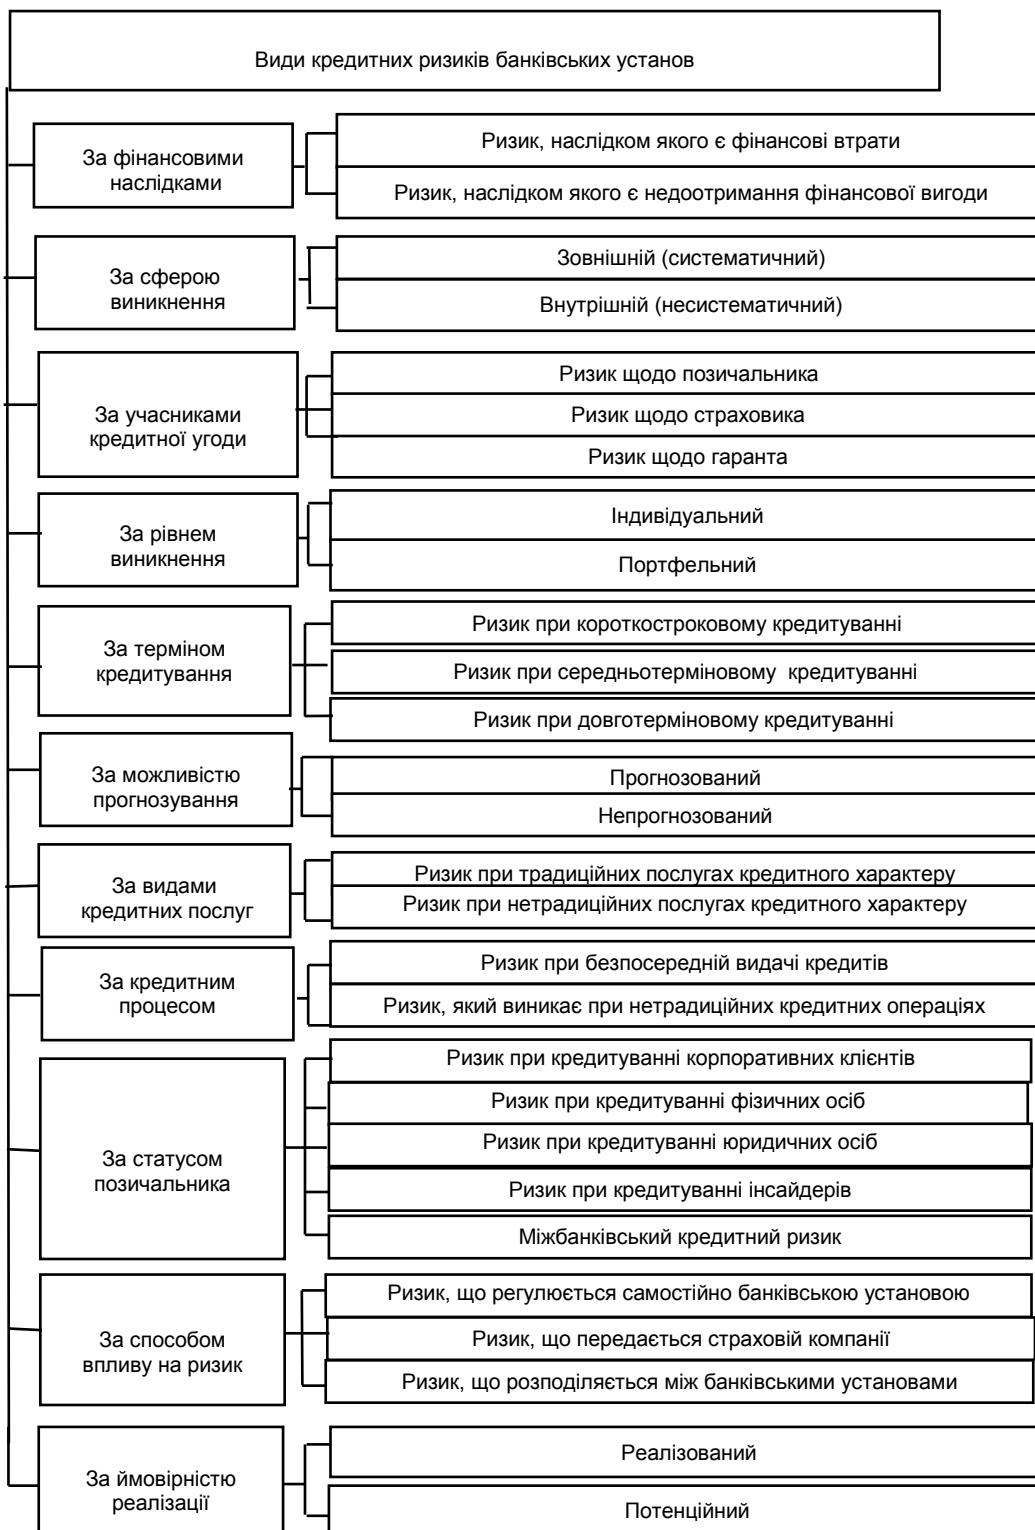 Види кредитних ризиків банківських установ
За фінансовими
наслідками
Ризик, наслідком якого є фінансові втрати
Ризик, наслідком якого є недоотримання фінансової вигоди
За сферою
виникнення
Зовнішній (систематичний)
Внутрішній (несистематичний)
За учасниками
кредитної угоди
Ризик щодо позичальника
Ризик щодо страховика
Ризик щодо гаранта
За рівнем
виникнення
Індивідуальний
Портфельний
За терміном
кредитування
Ризик при короткостроковому кредитуванні
Ризик при середньотерміновому кредитуванні
Ризик при довготерміновому кредитуванні
За можливістю
прогнозування
Прогнозований
Непрогнозований
За видами
кредитних послуг
Ризик при традиційних послугах кредитного характеру
Ризик при нетрадиційних послугах кредитного характеру
За кредитним
процесом
Ризик при безпосередній видачі кредитів
Ризик, який виникає при нетрадиційних кредитних операціях
За статусом
позичальника
Ризик при кредитуванні корпоративних клієнтів
Ризик при кредитуванні фізичних осіб
Ризик при кредитуванні юридичних осіб
Ризик при кредитуванні інсайдерів
Міжбанківський кредитний ризик
За способом
впливу на ризик
Ризик, що регулюється самостійно банківською установою
Ризик, що передається страховій компанії
Ризик, що розподіляється між банківськими установами
За ймовірністю
реалізації
Реалізований
Потенційний